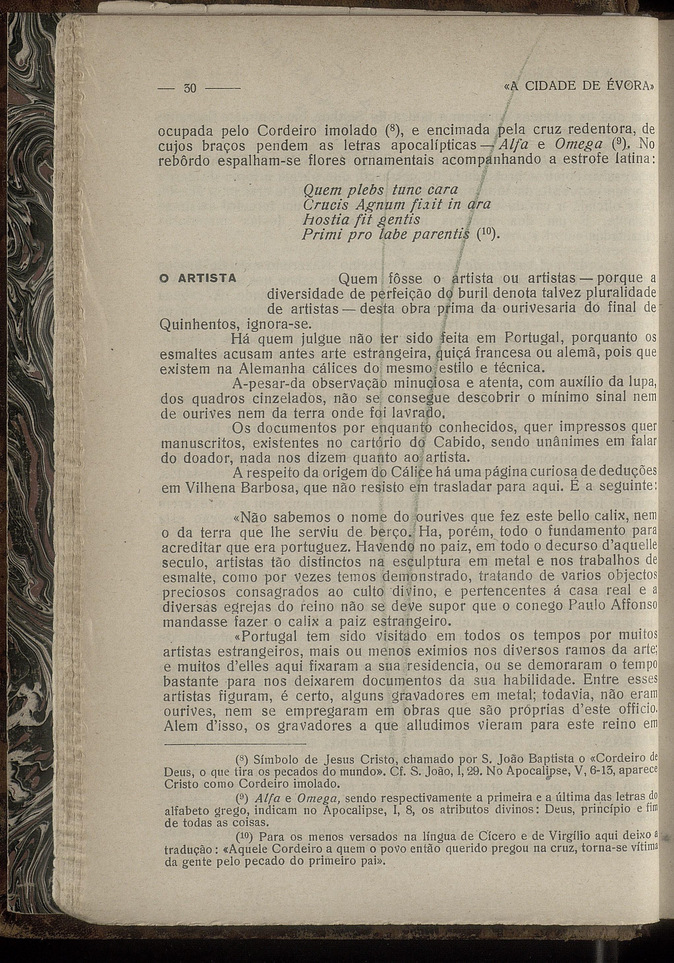 — 30 —— «A CIDADE DE ÉVORA»
ocupada pelo Cordeiro imolado (⁸), e encimada pela cruz redentora, de
cujos braços pendem as letras apocalípticas — Alfa e Omega (⁹). No
rebôrdo espalham-se flores ornamentais acompanhando a estrofe latina:
Quem plebs tunc cara
Crucis Agnum fixit in ara
Hostia fit gentis
Primi pro labe parentis (¹⁰).
O ARTISTA Quem fôsse o artista ou artistas — porque a
diversidade de perfeição do buril denota talvez pluralidade
de artistas — desta obra prima da ourivesaria do final de
Quinhentos, ignora-se.
Há quem julgue não ter sido feita em Portugal, porquanto os
esmaltes acusam antes arte estrangeira, quiçá francesa ou alemã, pois que
existem na Alemanha cálices do mesmo estilo e técnica.
A-pesar-da observação minuciosa e atenta, com auxílio da lupa,
dos quadros cinzelados, não se consegue descobrir o mínimo sinal nem
de ourives nem da terra onde foi lavrado.
Os documentos por enquanto conhecidos, quer impressos quer
manuscritos, existentes no cartório do Cabido, sendo unânimes em falar
do doador, nada nos dizem quanto ao artista.
A respeito da origem do Cálice há uma página curiosa de deduções
em Vilhena Barbosa, que não resisto em trasladar para aqui. É a seguinte:
«Não sabemos o nome do ourives que fez este bello calix, nem
o da terra que lhe serviu de berço. Ha, porém, todo o fundamento para
acreditar que era portuguez. Havendo no paiz, em todo o decurso d'aquelle
seculo, artistas tão distinctos na esculptura em metal e nos trabalhos de
esmalte, como por vezes temos demonstrado, tratando de varios objectos
preciosos consagrados ao culto divino, e pertencentes á casa real e a
diversas egrejas do reino não se deve supor que o conego Paulo Affonso
mandasse fazer o calix a paiz estrangeiro.
«Portugal tem sido visitado em todos os tempos por muitos
artistas estrangeiros, mais ou menos eximios nos diversos ramos da arte;
e muitos d'elles aqui fixaram a sua residencia, ou se demoraram o tempo
bastante para nos deixarem documentos da sua habilidade. Entre esses
artistas figuram, é certo, alguns gravadores em metal; todavia, não eram
ourives, nem se empregaram em obras que são próprias d'este officio.
Alem d'isso, os gravadores a que alludimos vieram para este reino em
(⁸) Símbolo de Jesus Cristo, chamado por S. João Baptista o «Cordeiro de
Deus, o que tira os pecados do mundo». Cf. S. João, I, 29. No Apocalipse, V, 6-13, aparece
Cristo como Cordeiro imolado.
(⁹) Alfa e Omega, sendo respectivamente a primeira e a última das letras do
alfabeto grego, indicam no Apocalipse, I, 8, os atributos divinos: Deus, princípio e fim
de todas as coisas.
(¹⁰) Para os menos versados na língua de Cícero e de Virgílio aqui deixo a
tradução: «Aquele Cordeiro a quem o povo então querido pregou na cruz, torna-se vítima
da gente pelo pecado do primeiro pai».